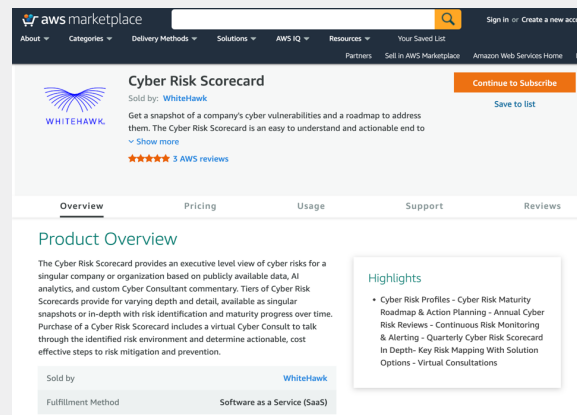 aws marketplace
Sign in or Create a new acc
About Categories Delivery Methods Solutions AWS IQ Resources Your Saved List
Partners Sell in AWS Marketplace Amazon Web Services Home
WHITEHAWK.
Cyber Risk Scorecard
Sold by: WhiteHawk
Get a snapshot of a company's cyber vulnerabilities and a roadmap to address
them. The Cyber Risk Scorecard is an easy to understand and actionable end to
Show more
3 AWS reviews
Continue to Subscribe
Save to list
Overview Pricing Usage Support Reviews
Product Overview
The Cyber Risk Scorecard provides an executive level view of cyber risks for a
singular company or organization based on publicly available data, AI
analytics, and custom Cyber Consultant commentary. Tiers of Cyber Risk
Scorecards provide for varying depth and detail, available as singular
snapshots or in-depth with risk identification and maturity progress over time.
Purchase of a Cyber Risk Scorecard includes a virtual Cyber Consult to talk
through the identified risk environment and determine actionable, cost
effective steps to risk mitigation and prevention.
Sold by WhiteHawk
Fulfillment Method Software as a Service (SaaS)
Highlights
• Cyber Risk Profiles - Cyber Risk Maturity
Roadmap & Action Planning - Annual Cyber
Risk Reviews - Continuous Risk Monitoring
& Alerting - Quarterly Cyber Risk Scorecard
In Depth- Key Risk Mapping With Solution
Options - Virtual Consultations